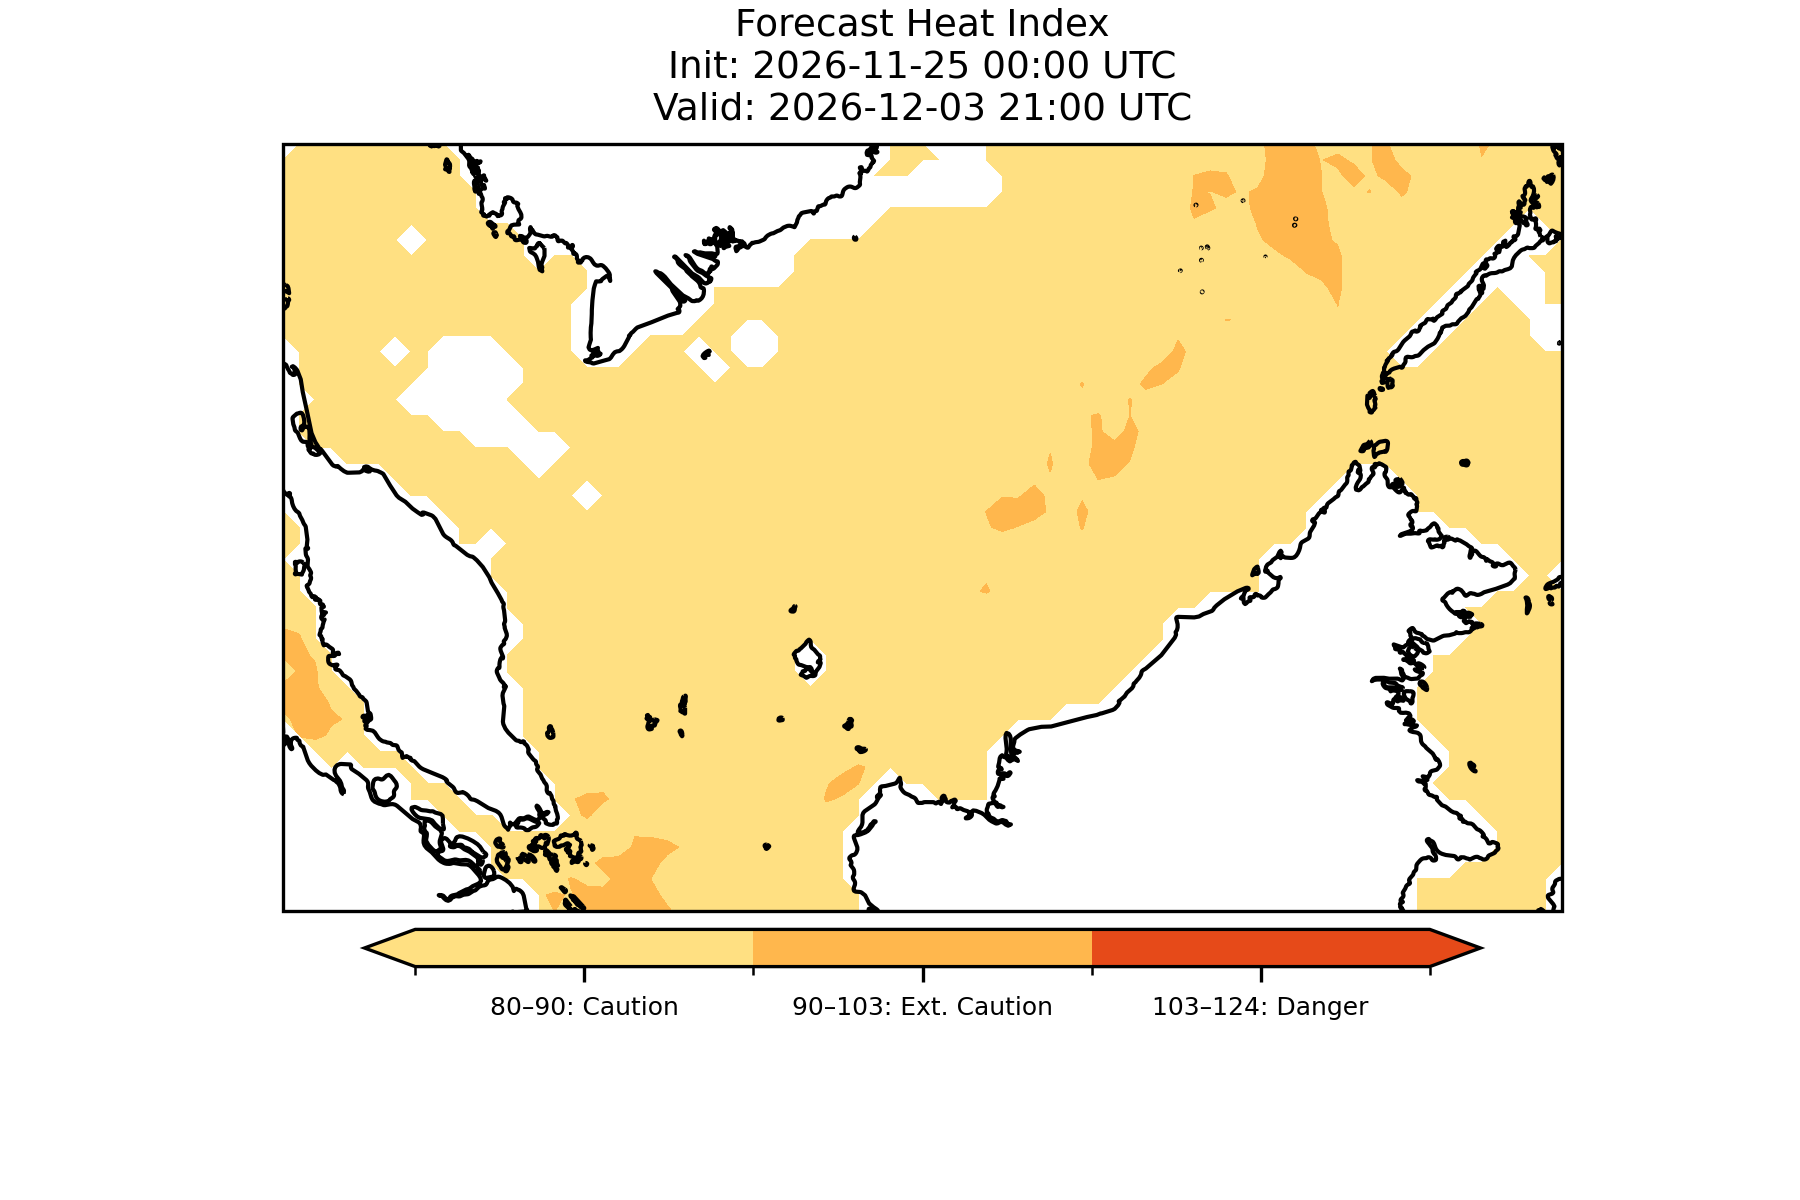 Forecast Heat Index
Init: 2026-11-25 00:00 UTC
Valid: 2026-12-03 21:00 UTC
80–90: Caution
90–103: Ext. Caution
103–124: Danger